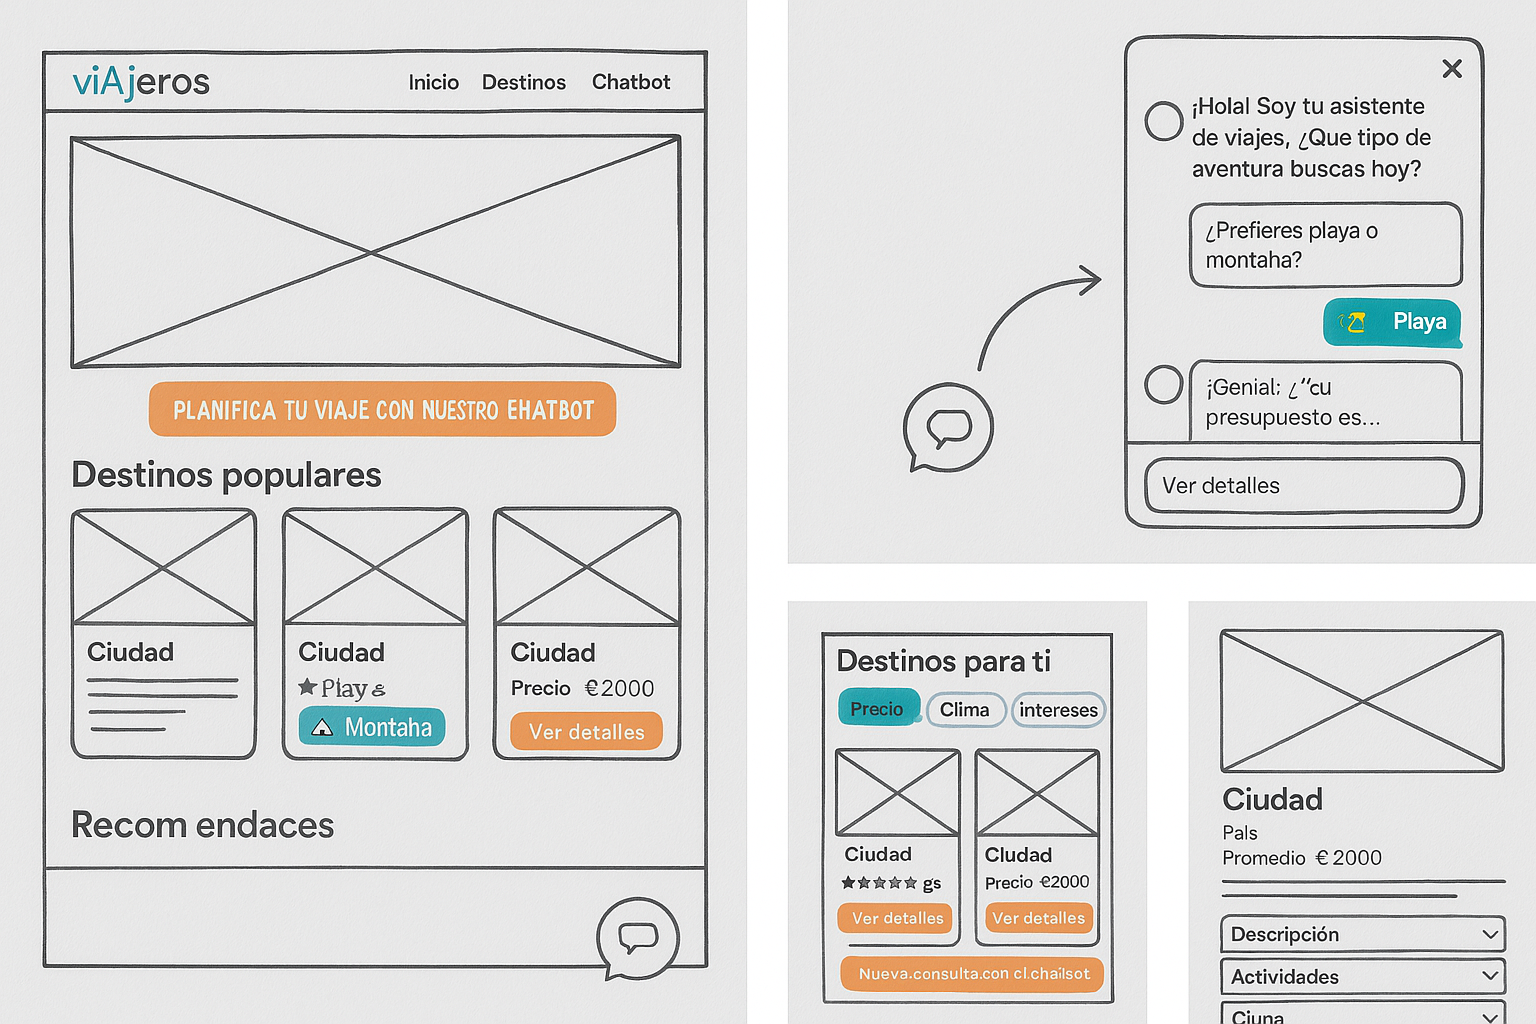 viAjeros
Inicio Destinos Chatbot
PLANIFICA TU VIAJE CON NUESTRO EHATBOT
Destinos populares
Ciudad
Ciudad
★ Playa
Montaha
Ciudad
Precio €2000
Ver detalles
Recom endaces
¡Hola! Soy tu asistente
de viajes, ¿Que tipo de
aventura buscas hoy?
¿Prefieres playa o
montaha?
Playa
¡Genial: ¿"cu
presupuesto es...
Ver detalles
Destinos para ti
Precio Clima intereses
Ciudad
★★★★★ gs
Ver detalles
Cludad
Precio €2000
Ver detalles
Nueva.consulta.con cl.chailsot
Ciudad
Pals
Promedio € 2000
Descripción
Actividades
Ciuna